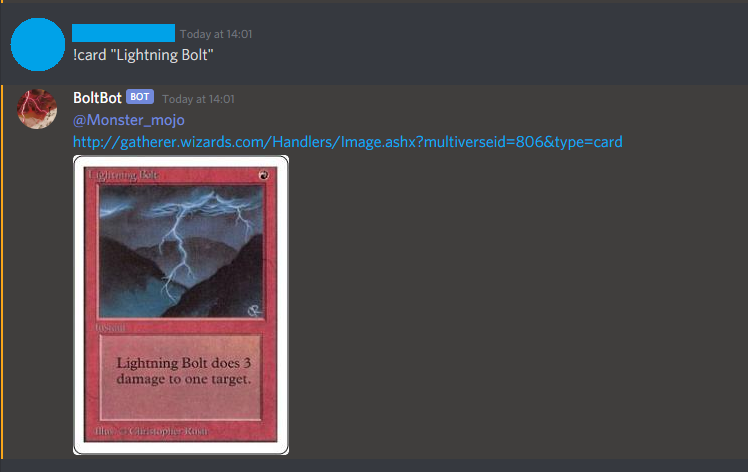 Today at 14:01
!card "Lightning Bolt"
BoltBot BOT Today at 14:01
@Monster_mojo
http://gatherer.wizards.com/Handlers/Image.ashx?multiverseid=806&type=card
Lightning Bolt
Instant
Lightning Bolt does 3
damage to one target.
Illus. © Christopher Rush